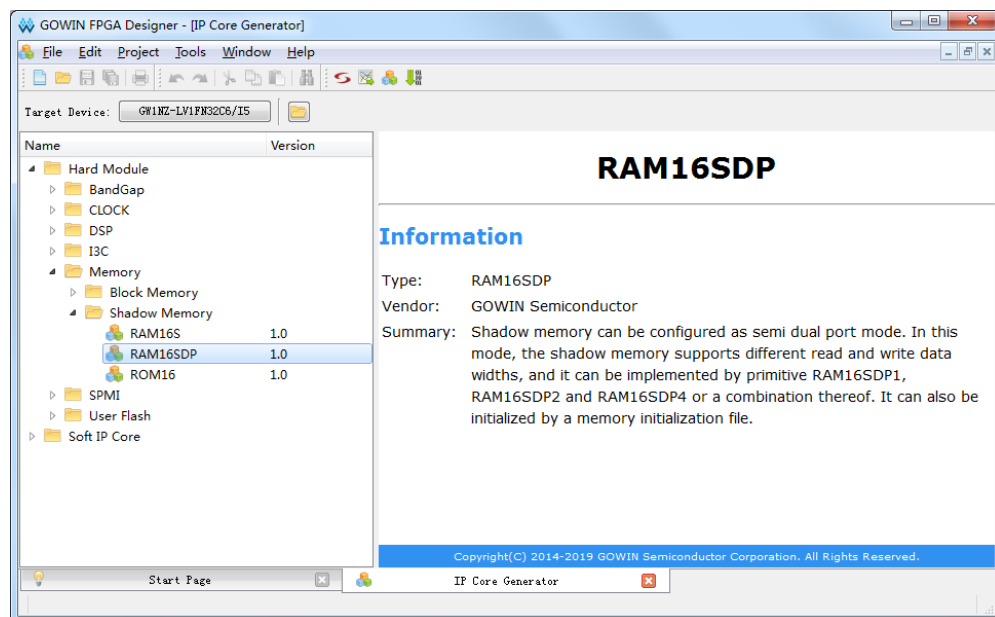 GOWIN FPGA Designer - [IP Core Generator]
File Edit Project Tools Window Help
Target Device: GW1NZ-LV1FN32C6/I5
Name Version
Hard Module
BandGap
CLOCK
DSP
I3C
Memory
Block Memory
Shadow Memory
RAM16S 1.0
RAM16SDP 1.0
ROM16 1.0
SPMI
User Flash
Soft IP Core
RAM16SDP
Information
Type: RAM16SDP
Vendor: GOWIN Semiconductor
Summary: Shadow memory can be configured as semi dual port mode. In this
mode, the shadow memory supports different read and write data
widths, and it can be implemented by primitive RAM16SDP1,
RAM16SDP2 and RAM16SDP4 or a combination thereof. It can also be
initialized by a memory initialization file.
Copyright(C) 2014-2019 GOWIN Semiconductor Corporation. All Rights Reserved.
Start Page IP Core Generator